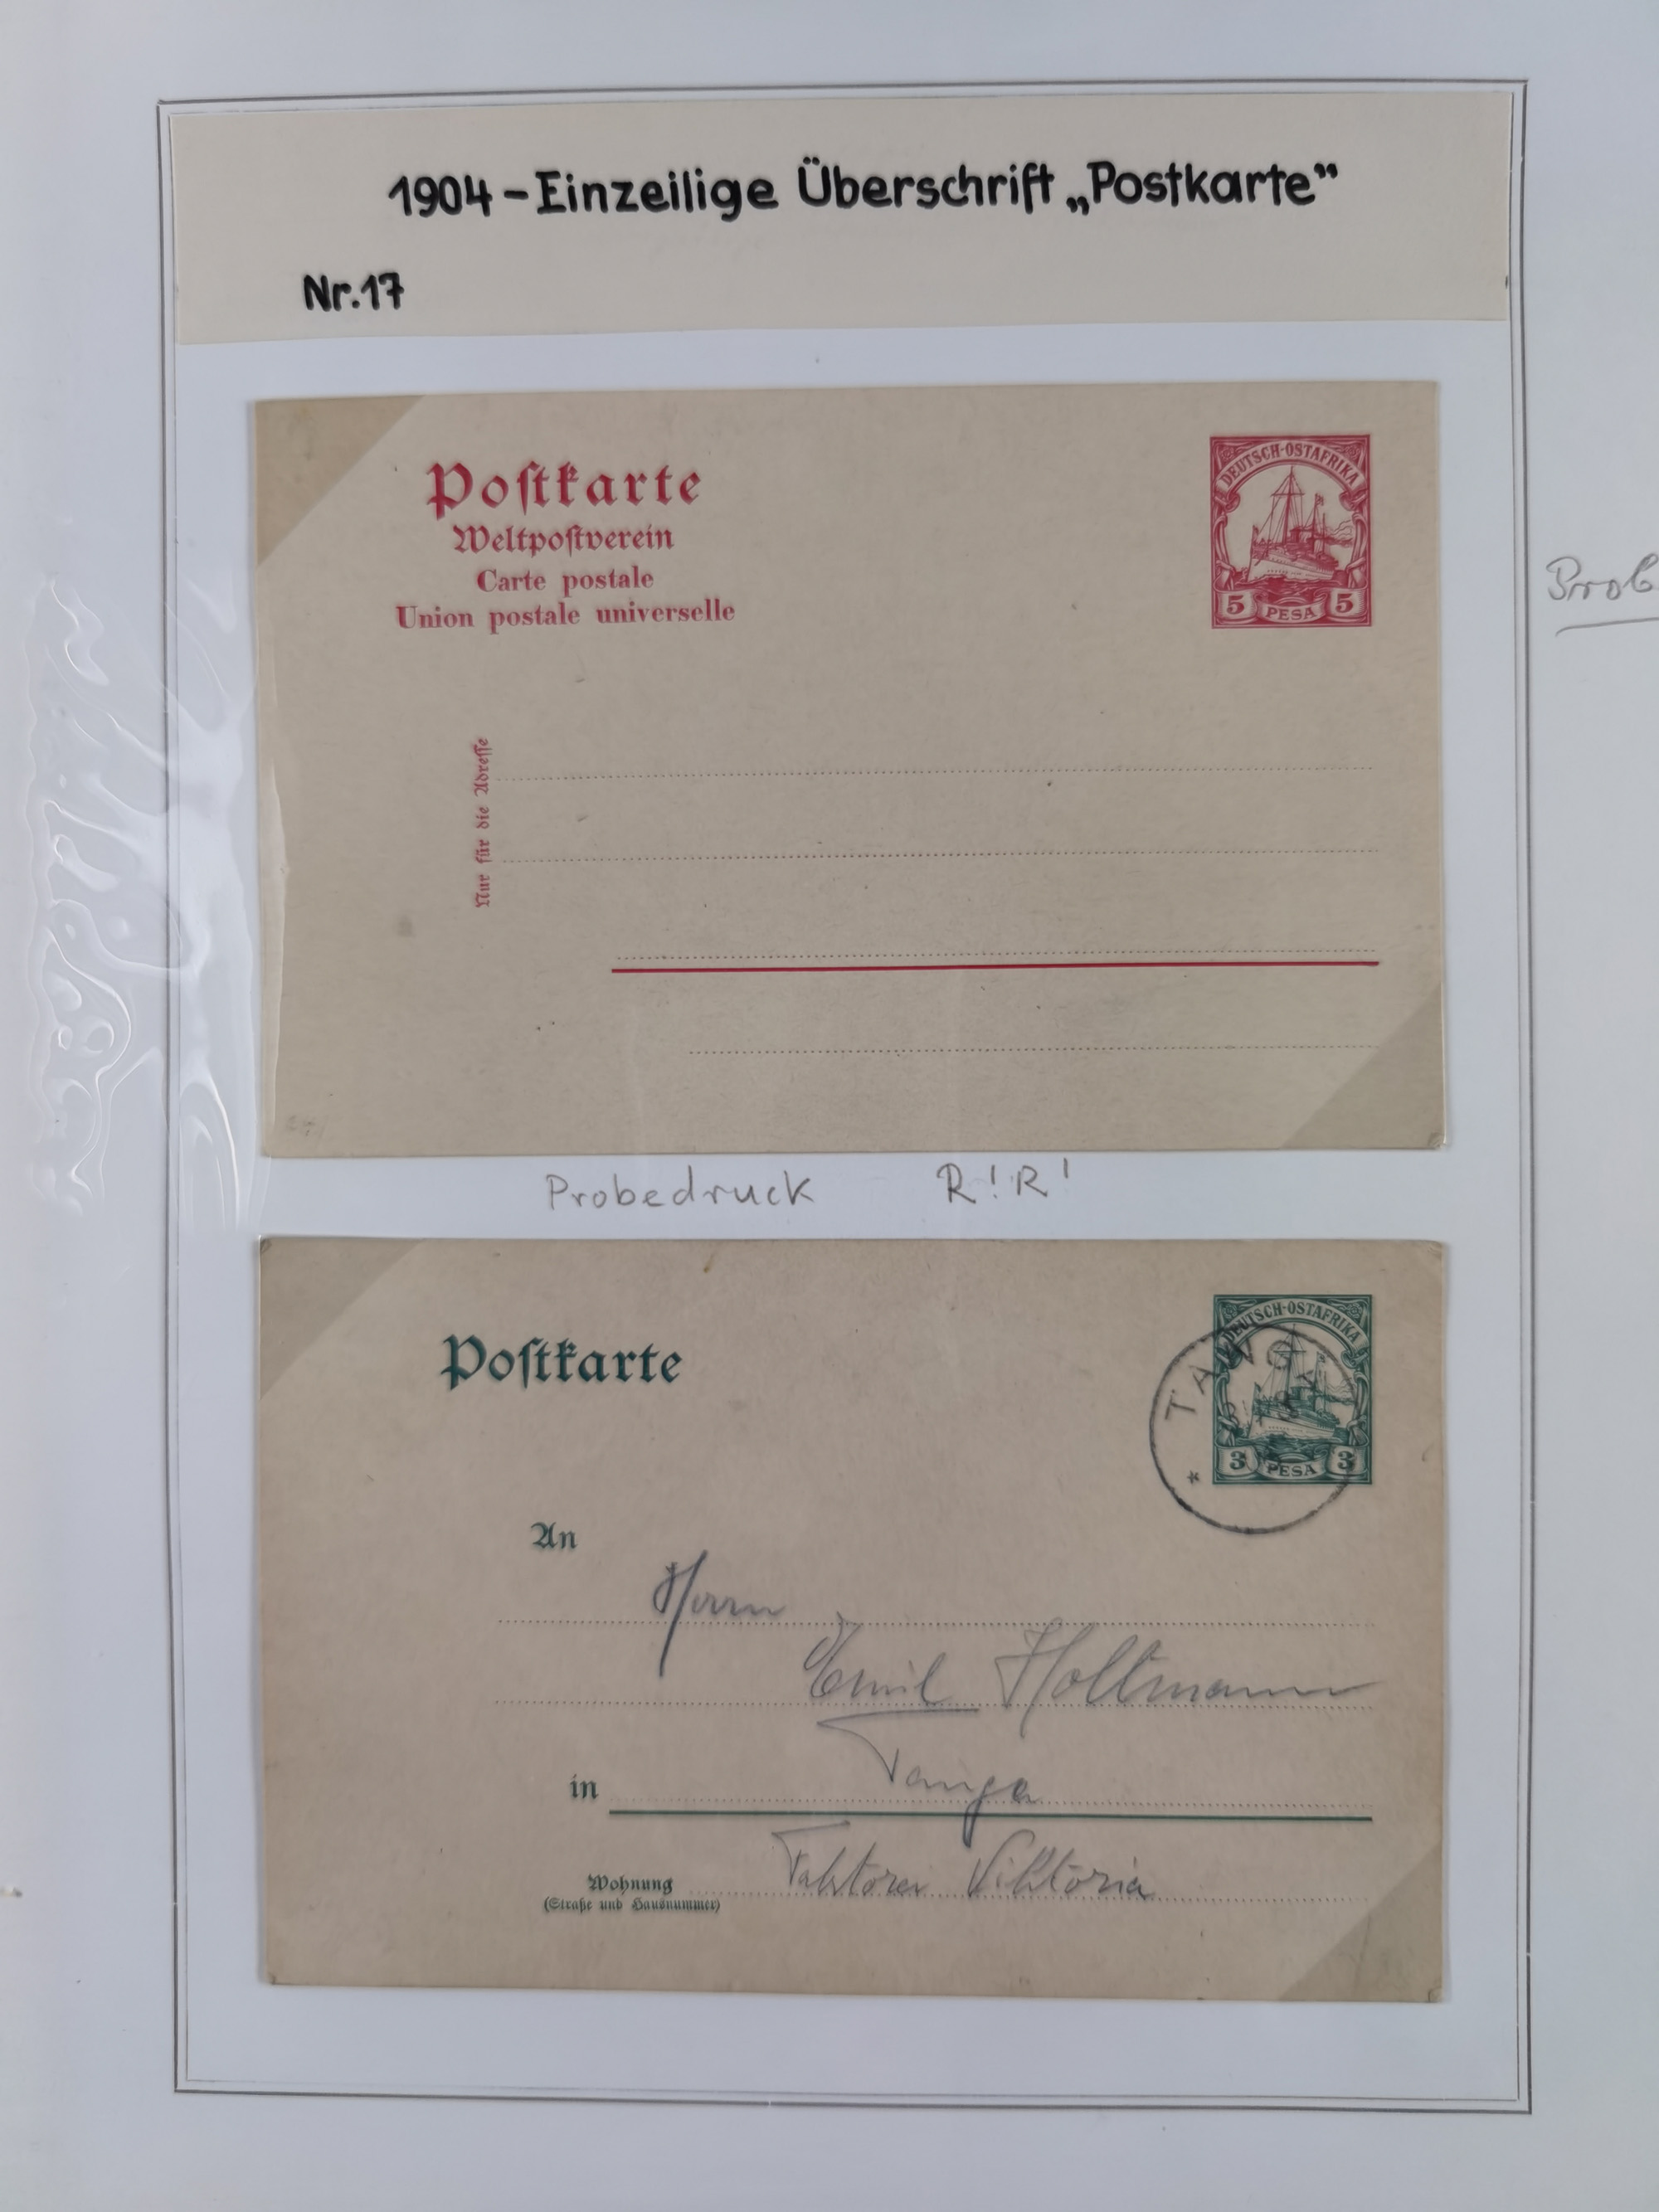 1904 – Einzeilige Überschrift „Postkarte“
Nr. 17
Postkarte
Weltpostverein
Carte postale
Union postale universelle
DEUTSCH-OSTAFRIKA
5 PESA 5
Nur für die Adresse
Probedruck R! R!
Postkarte
DEUTSCH-OSTAFRIKA
3 PESA 3
An
Herrn
Emil Holtmann
in Tanga
Wohnung Faktorei Viktoria
(Straße und Hausnummer)